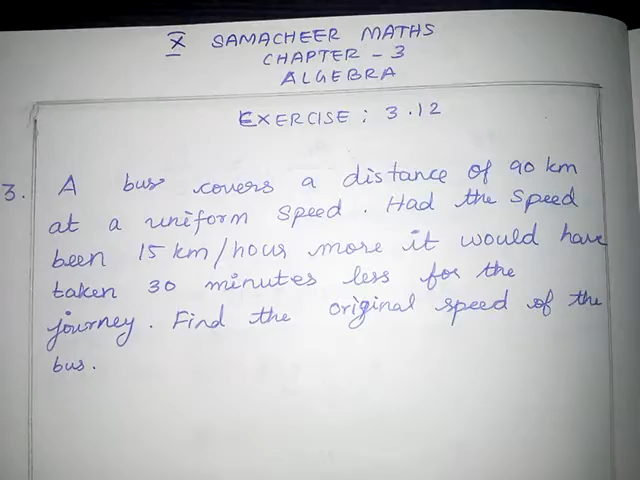 X SAMACHEER MATHS
CHAPTER - 3
ALGEBRA
EXERCISE : 3.12
3. A bus covers a distance of 90 km
at a uniform speed. Had the speed
been 15 km/hour more it would have
taken 30 minutes less for the
journey. Find the original speed of the
bus.